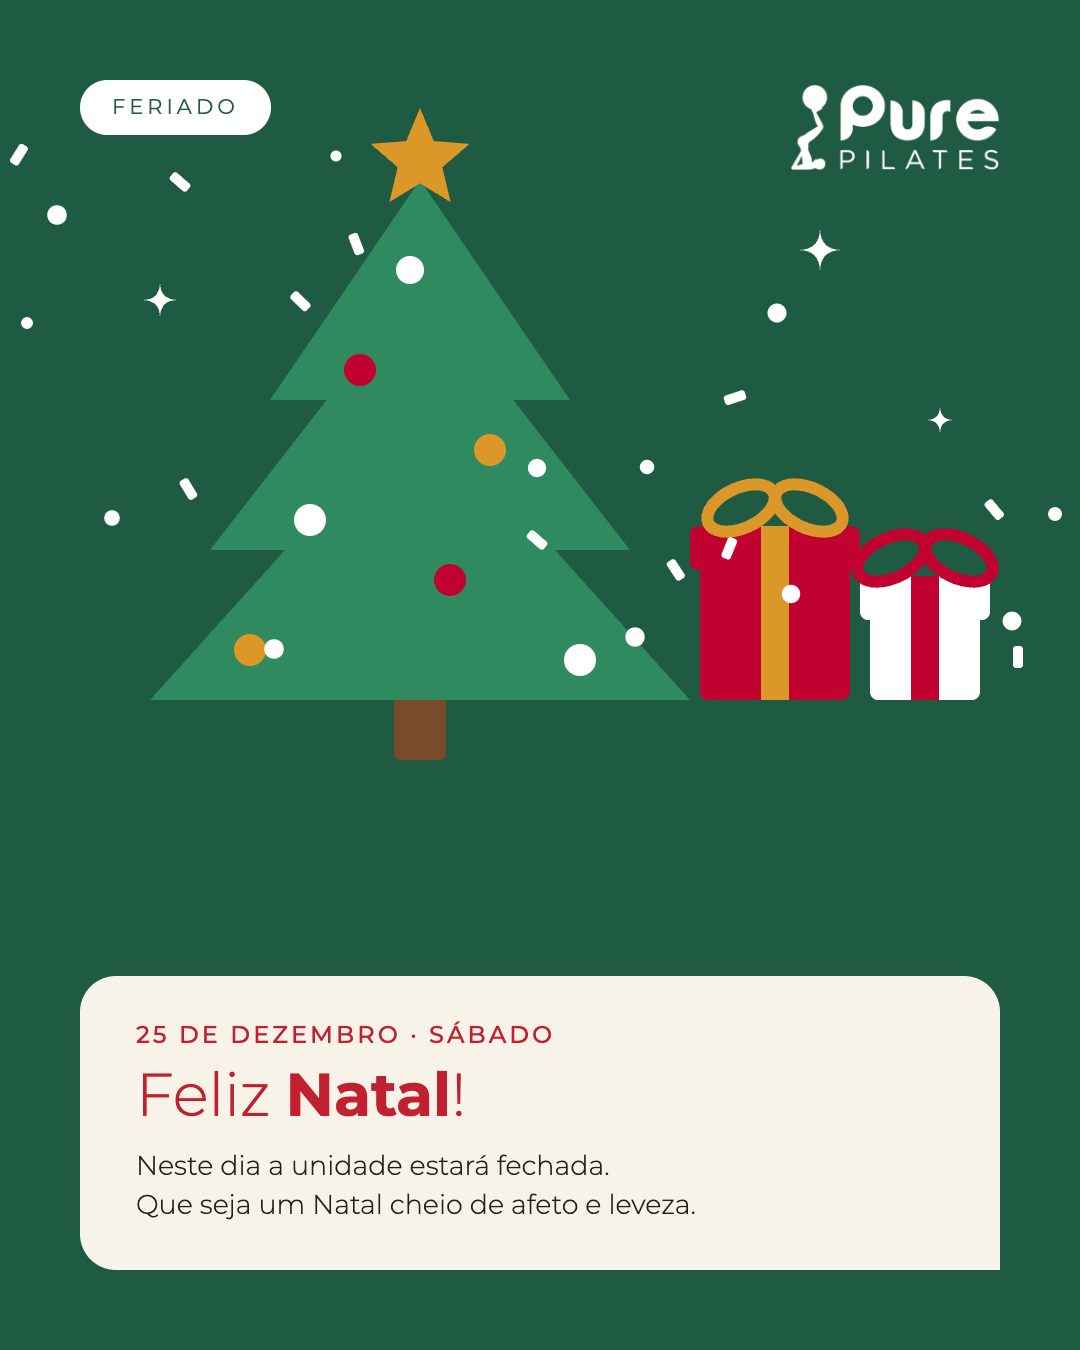 FERIADO
Pure
PILATES
25 DE DEZEMBRO · SÁBADO
Feliz Natal!
Neste dia a unidade estará fechada.
Que seja um Natal cheio de afeto e leveza.